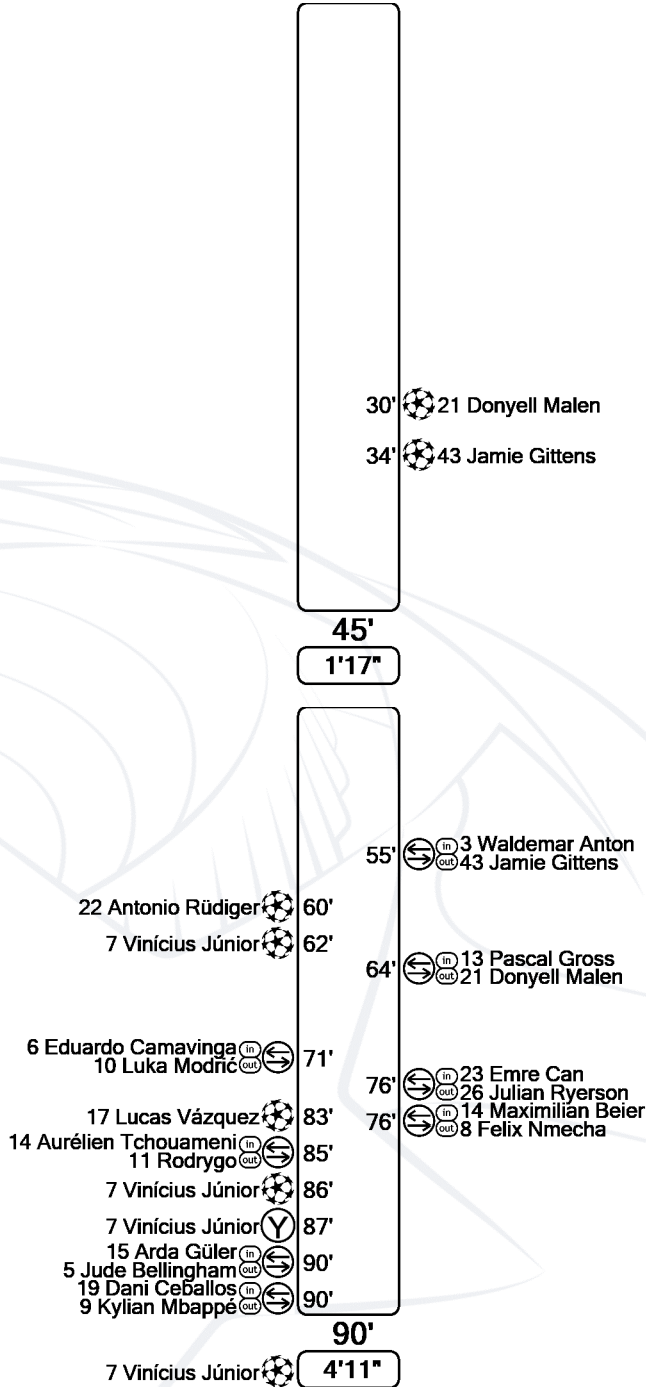 30' 21 Donyell Malen
34' 43 Jamie Gittens
45'
1'17"
55' in 3 Waldemar Anton
out 43 Jamie Gittens
22 Antonio Rüdiger 60'
7 Vinícius Júnior 62'
64' in 13 Pascal Gross
out 21 Donyell Malen
6 Eduardo Camavinga in
10 Luka Modrić out 71'
76' in 23 Emre Can
out 26 Julian Ryerson
17 Lucas Vázquez 83'
76' in 14 Maximilian Beier
out 8 Felix Nmecha
14 Aurélien Tchouameni in
11 Rodrygo out 85'
7 Vinícius Júnior 86'
7 Vinícius Júnior Y 87'
15 Arda Güler in
5 Jude Bellingham out 90'
19 Dani Ceballos in
9 Kylian Mbappé out 90'
90'
7 Vinícius Júnior 4'11"